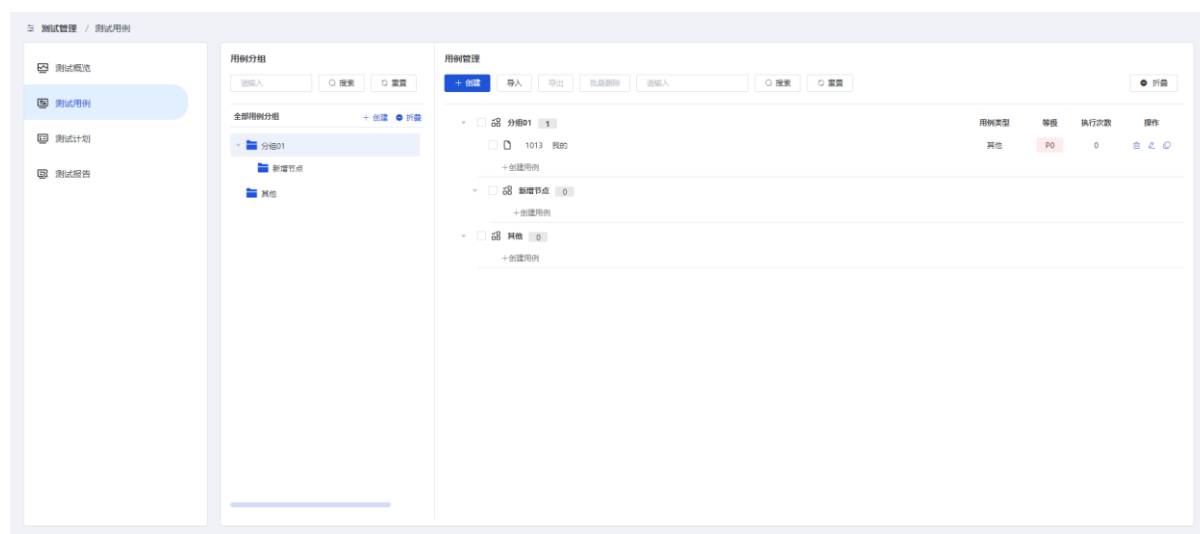 测试管理 / 测试用例
测试概览
测试用例
测试计划
测试报告
用例分组
请输入 搜索 重置
全部用例分组 + 创建 折叠
分组01
新增节点
其他
用例管理
+ 创建 导入 导出 批量删除 请输入 搜索 重置 折叠
分组01 1 用例类型 等级 执行次数 操作
1013 我的 其他 P0 0
+创建用例
新增节点 0
+创建用例
其他 0
+创建用例